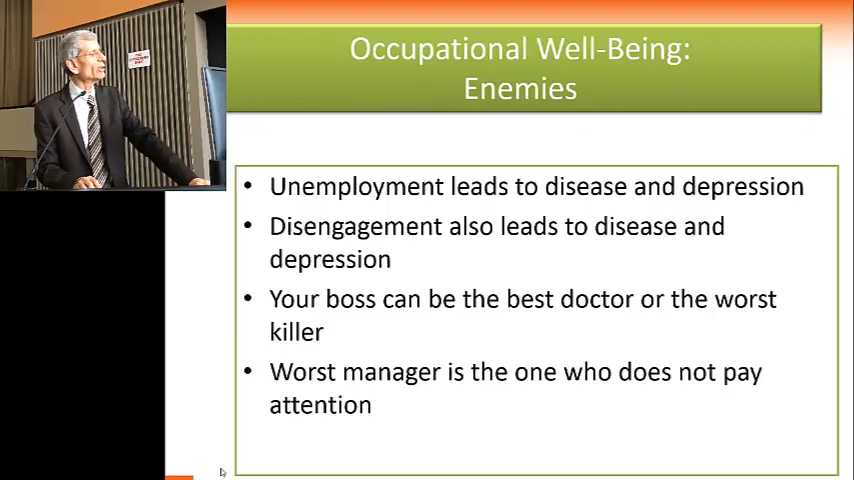 Occupational Well-Being:
Enemies
• Unemployment leads to disease and depression
• Disengagement also leads to disease and
depression
• Your boss can be the best doctor or the worst
killer
• Worst manager is the one who does not pay
attention